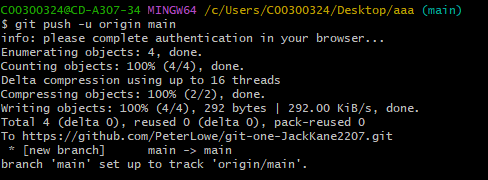 C00300324@CD-A307-34 MINGW64 /c/Users/C00300324/Desktop/aaa (main)
$ git push -u origin main
info: please complete authentication in your browser...
Enumerating objects: 4, done.
Counting objects: 100% (4/4), done.
Delta compression using up to 16 threads
Compressing objects: 100% (2/2), done.
Writing objects: 100% (4/4), 292 bytes | 292.00 KiB/s, done.
Total 4 (delta 0), reused 0 (delta 0), pack-reused 0
To https://github.com/PeterLowe/git-one-JackKane2207.git
 * [new branch]      main -> main
branch 'main' set up to track 'origin/main'.